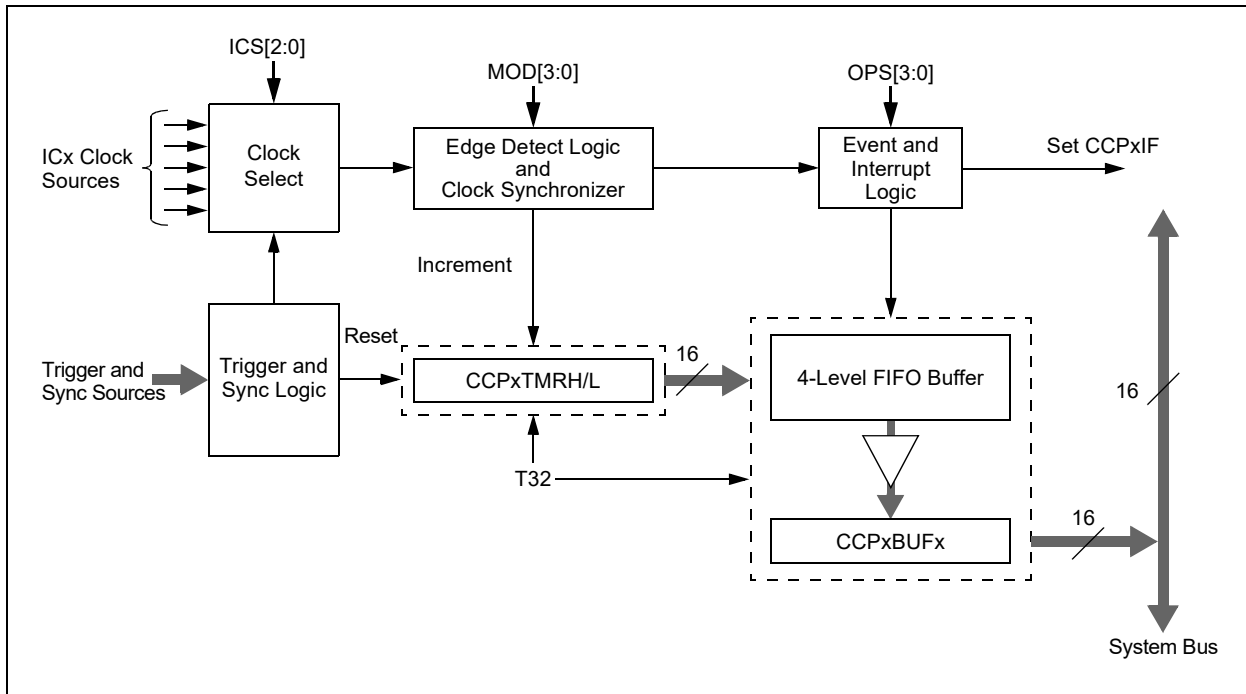 ICS[2:0]
MOD[3:0]
OPS[3:0]
ICx Clock
Sources
Clock
Select
Edge Detect Logic
and
Clock Synchronizer
Event and
Interrupt
Logic
Set CCPxIF
Increment
Trigger and
Sync Sources
Trigger and
Sync Logic
Reset
CCPxTMRH/L
16
4-Level FIFO Buffer
16
T32
CCPxBUFx
16
System Bus